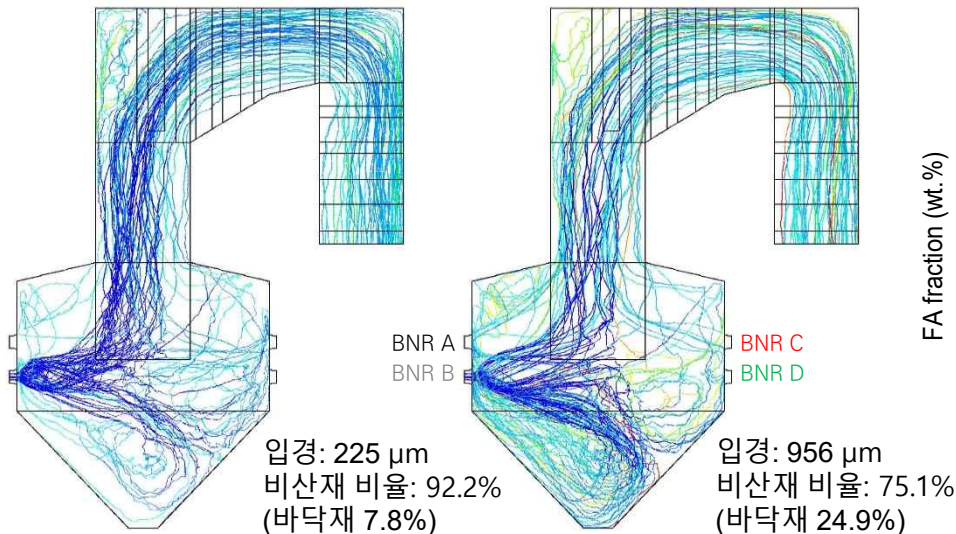 BNR A
BNR B
BNR C
BNR D
입경: 225 μm
비산재 비율: 92.2%
(바닥재 7.8%)
입경: 956 μm
비산재 비율: 75.1%
(바닥재 24.9%)
FA fraction (wt.%)